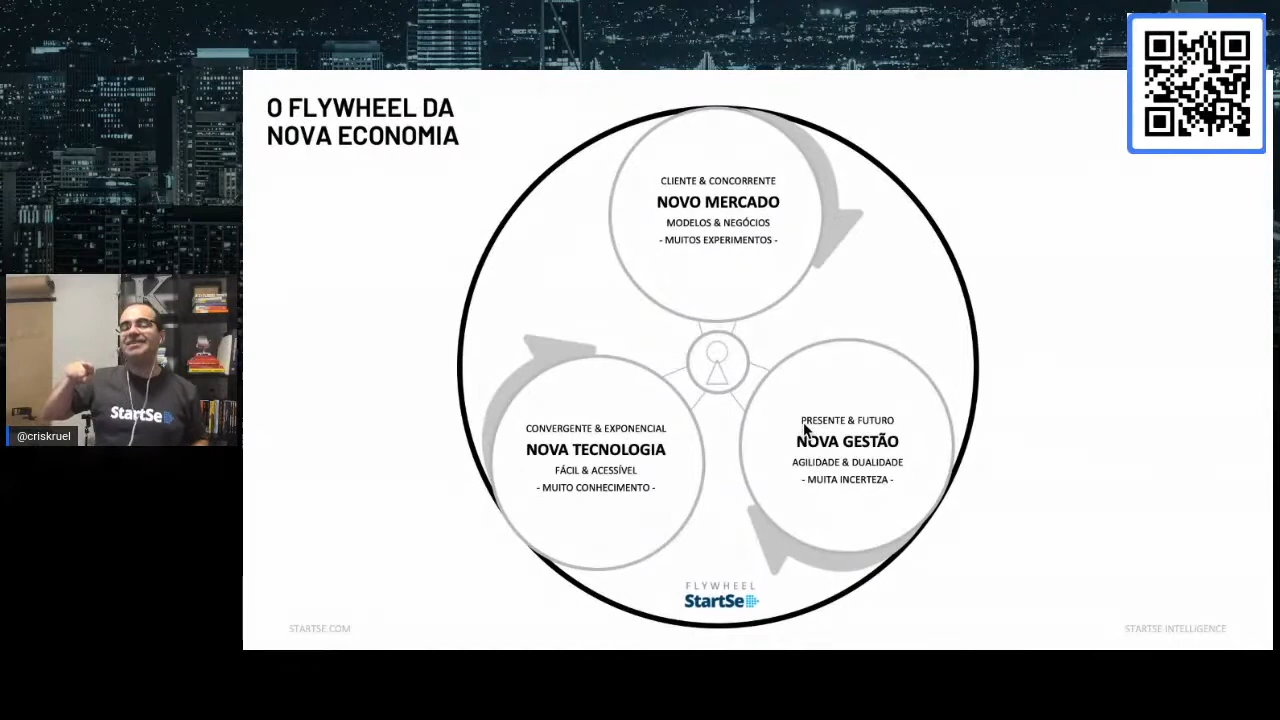 O FLYWHEEL DA
NOVA ECONOMIA
CLIENTE & CONCORRENTE
NOVO MERCADO
MODELOS & NEGÓCIOS
- MUITOS EXPERIMENTOS -
CONVERGENTE & EXPONENCIAL
NOVA TECNOLOGIA
FÁCIL & ACESSÍVEL
- MUITO CONHECIMENTO -
PRESENTE & FUTURO
NOVA GESTÃO
AGILIDADE & DUALIDADE
- MUITA INCERTEZA -
FLYWHEEL
StartSe
STARTSE.COM
STARTSE INTELLIGENCE
K
StartSe
@criskruel